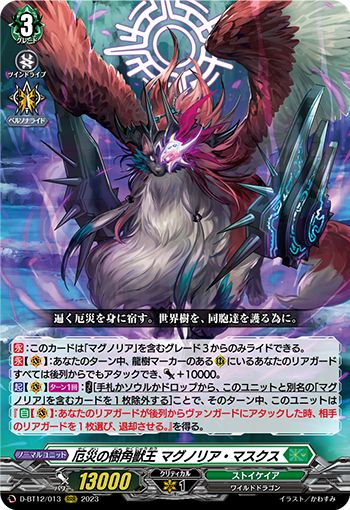 3
グレード
ツインドライブ
ペルソナライド
遍く厄災を身に宿す。世界樹を、同胞達を護る為に。
永:このカードは「マグノリア」を含むグレード3からのみライドできる。
永【V】:あなたのターン中、龍樹マーカーのあるRにいるあなたのリアガード
すべては後列からでもアタックでき、+10000。
起【V】ターン1回:【手札かソウルかドロップから、このユニットと別名の「マグ
ノリア」を含むカードを1枚除外する】ことで、そのターン中、このユニットは
『自【V】:あなたの後列のリアガードからヴァンガードにアタックした時、相手
のリアガードを1枚選び、退却させる。』を得る。
ノーマルユニット
厄災の樹角獣王 マグノリア・マスクス
パワー
13000
クリティカル
1
ストイケイア
ワイルドドラゴン
D-BT12/013 RRR 2023
イラスト/かわすみ